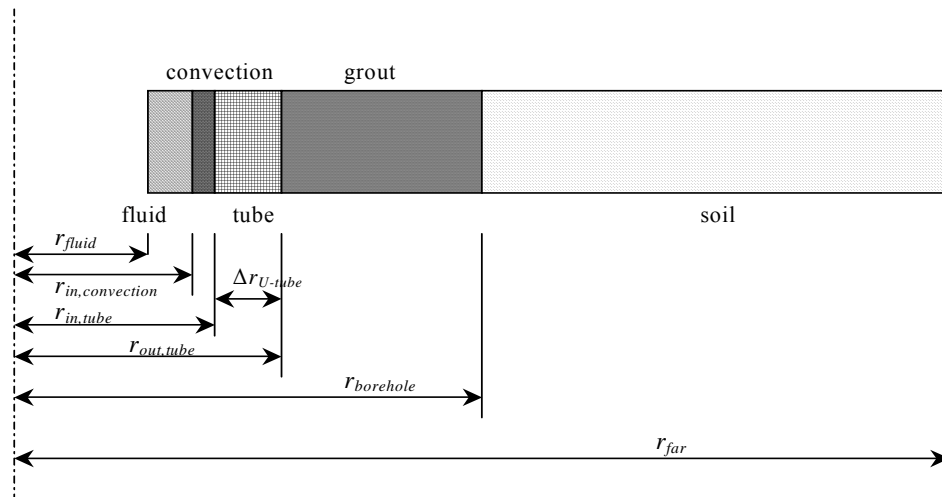 convection grout
fluid tube soil
r_fluid
Δr_U-tube
r_in,convection
r_in,tube
r_out,tube
r_borehole
r_far